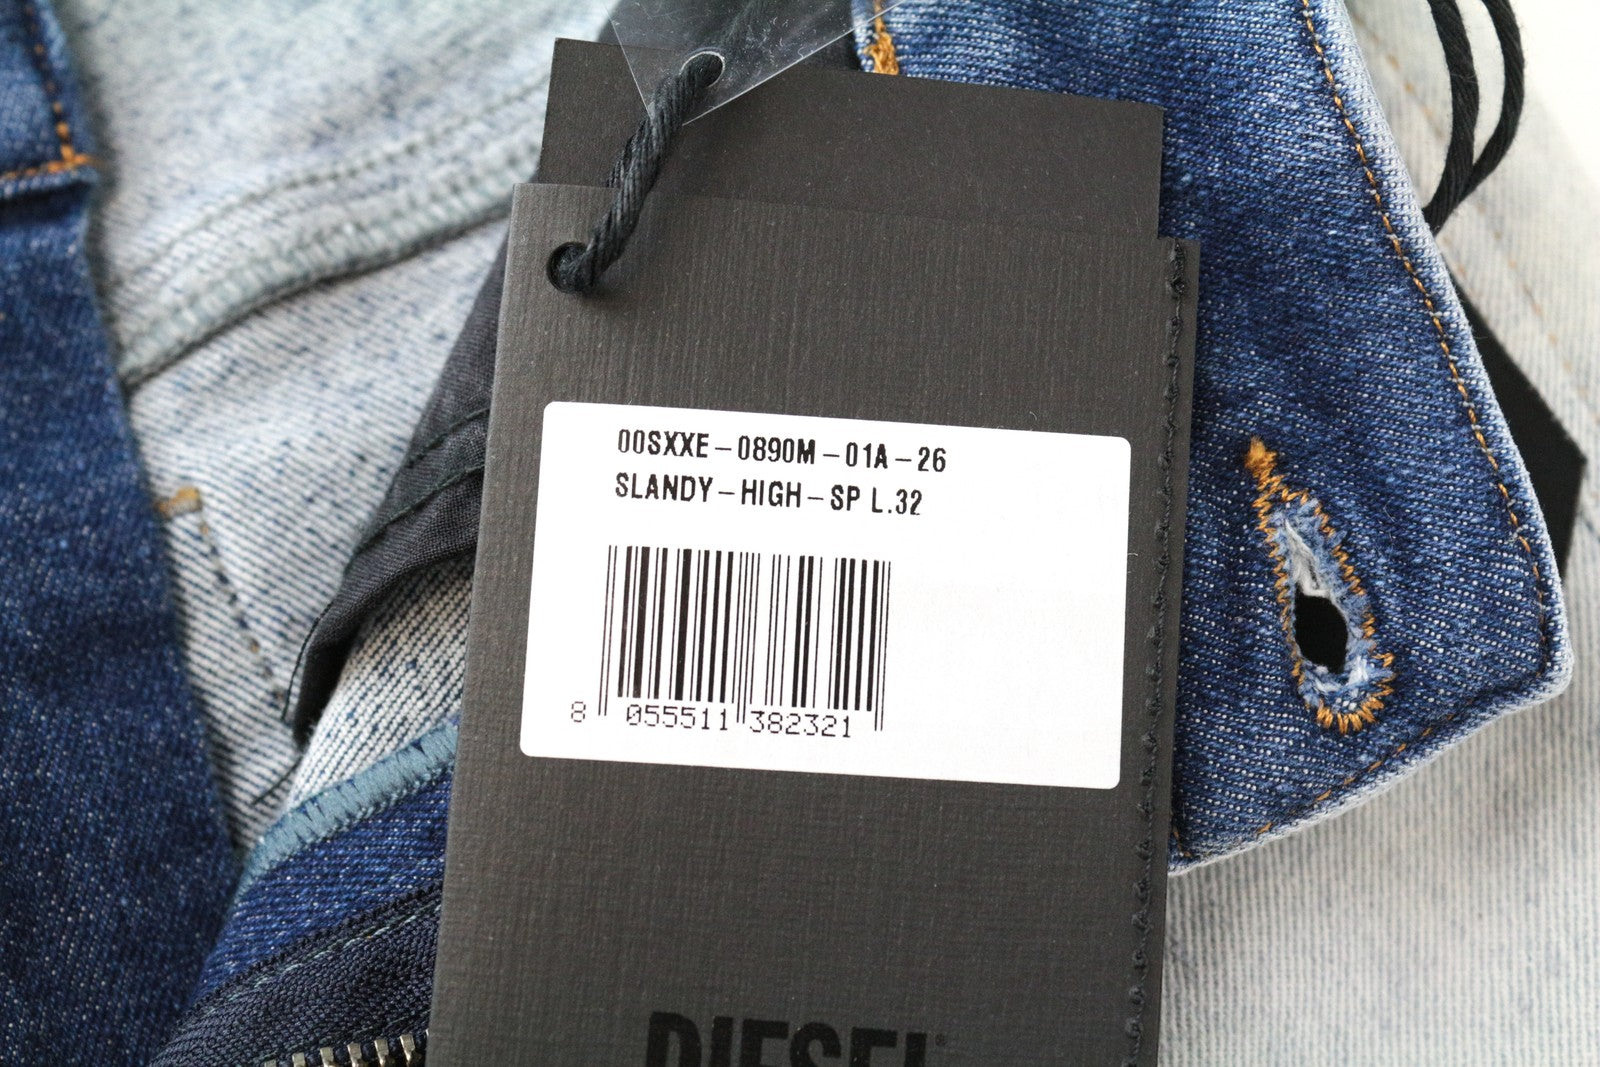 00SXXE-0890M-01A-26
SLANDY-HIGH-SP L.32
8 055511 382321
DIESEL®